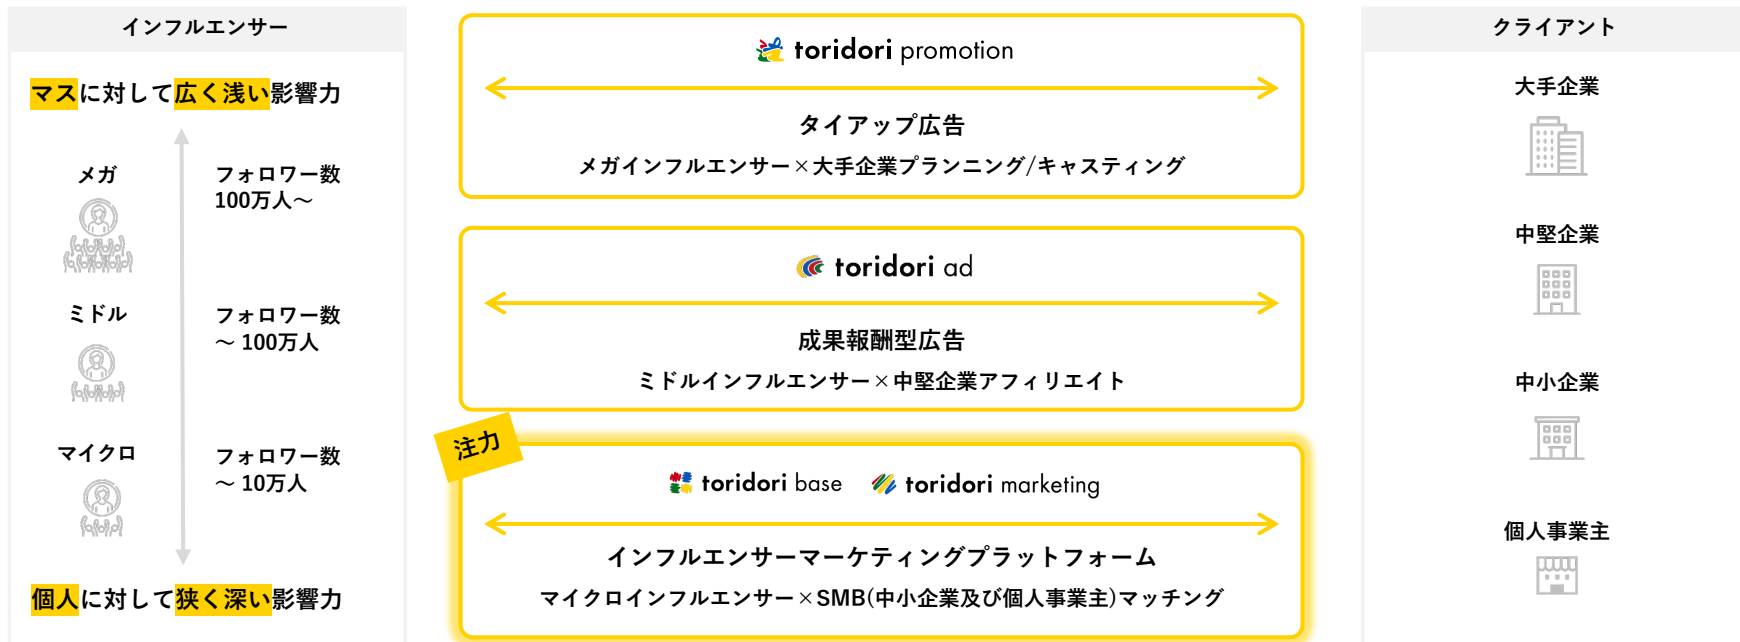 インフルエンサー
マスに対して広く浅い影響力
メガ
フォロワー数
100万人～
ミドル
フォロワー数
～ 100万人
マイクロ
フォロワー数
～ 10万人
個人に対して狭く深い影響力
toridori promotion
タイアップ広告
メガインフルエンサー×大手企業プランニング/キャスティング
toridori ad
成果報酬型広告
ミドルインフルエンサー×中堅企業アフィリエイト
注力
toridori base toridori marketing
インフルエンサーマーケティングプラットフォーム
マイクロインフルエンサー×SMB(中小企業及び個人事業主)マッチング
クライアント
大手企業
中堅企業
中小企業
個人事業主